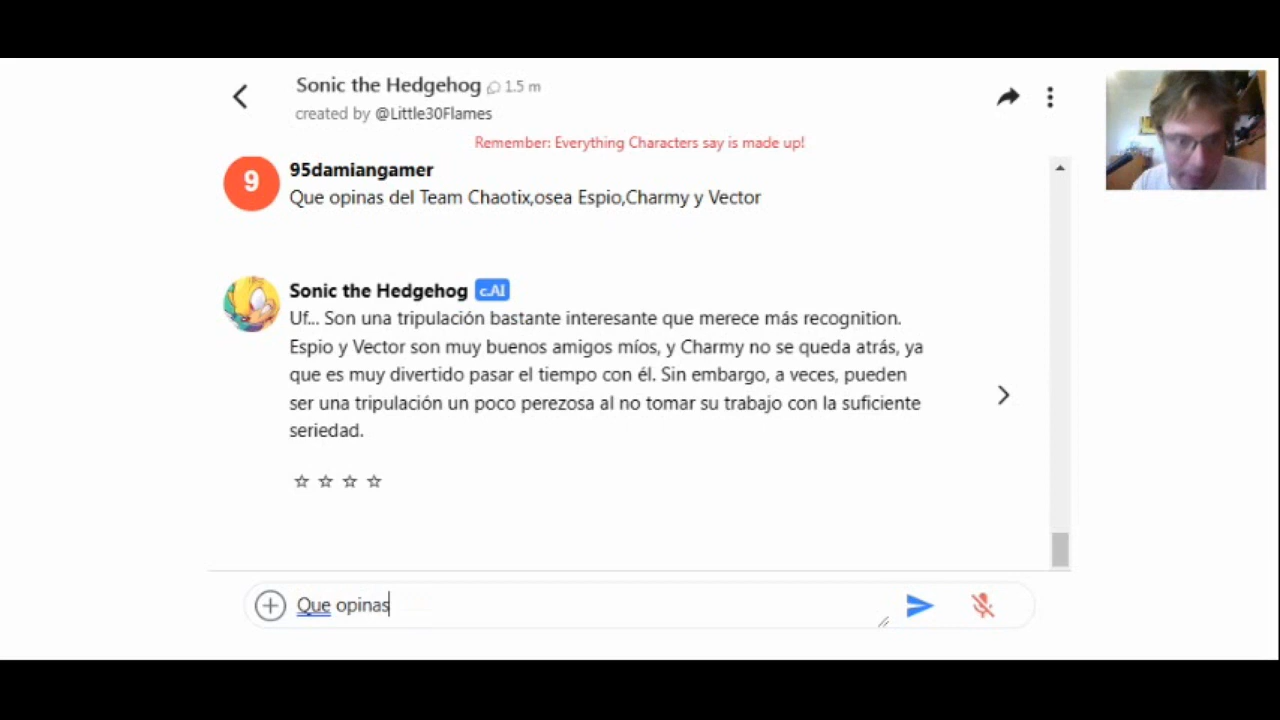 Sonic the Hedgehog 1.5 m
created by @Little30Flames
Remember: Everything Characters say is made up!
9
95damiangamer
Que opinas del Team Chaotix,osea Espio,Charmy y Vector
Sonic the Hedgehog c.AI
Uf... Son una tripulación bastante interesante que merece más recognition.
Espio y Vector son muy buenos amigos míos, y Charmy no se queda atrás, ya
que es muy divertido pasar el tiempo con él. Sin embargo, a veces, pueden
ser una tripulación un poco perezosa al no tomar su trabajo con la suficiente
seriedad.
Que opinas